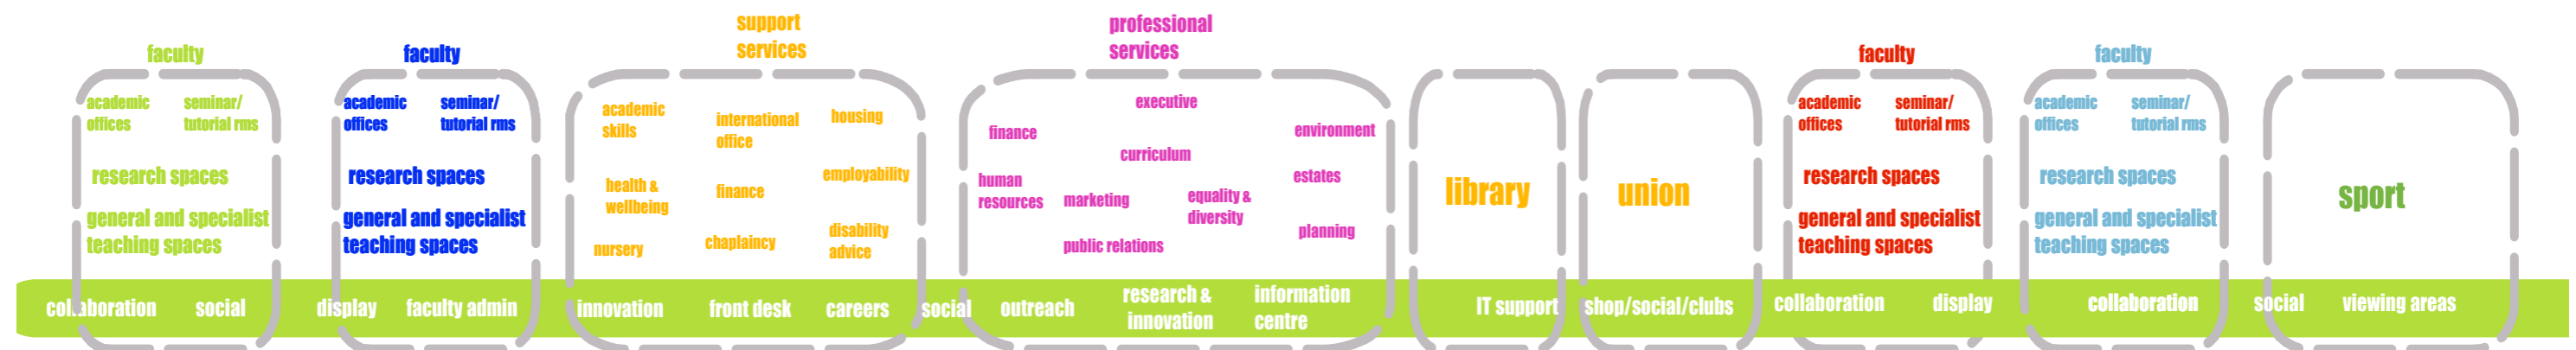 faculty
academic
offices
seminar/
tutorial rms
research spaces
general and specialist
teaching spaces
faculty
academic
offices
seminar/
tutorial rms
research spaces
general and specialist
teaching spaces
support
services
academic
skills
international
office
housing
health &
wellbeing
finance
employability
nursery
chaplaincy
disability
advice
professional
services
executive
finance
environment
curriculum
human
resources
marketing
equality &
diversity
estates
public relations
planning
library
union
faculty
academic
offices
seminar/
tutorial rms
research spaces
general and specialist
teaching spaces
faculty
academic
offices
seminar/
tutorial rms
research spaces
general and specialist
teaching spaces
sport
collaboration
social
display
faculty admin
innovation
front desk
careers
social
outreach
research &
innovation
information
centre
IT support
shop/social/clubs
collaboration
display
collaboration
social
viewing areas